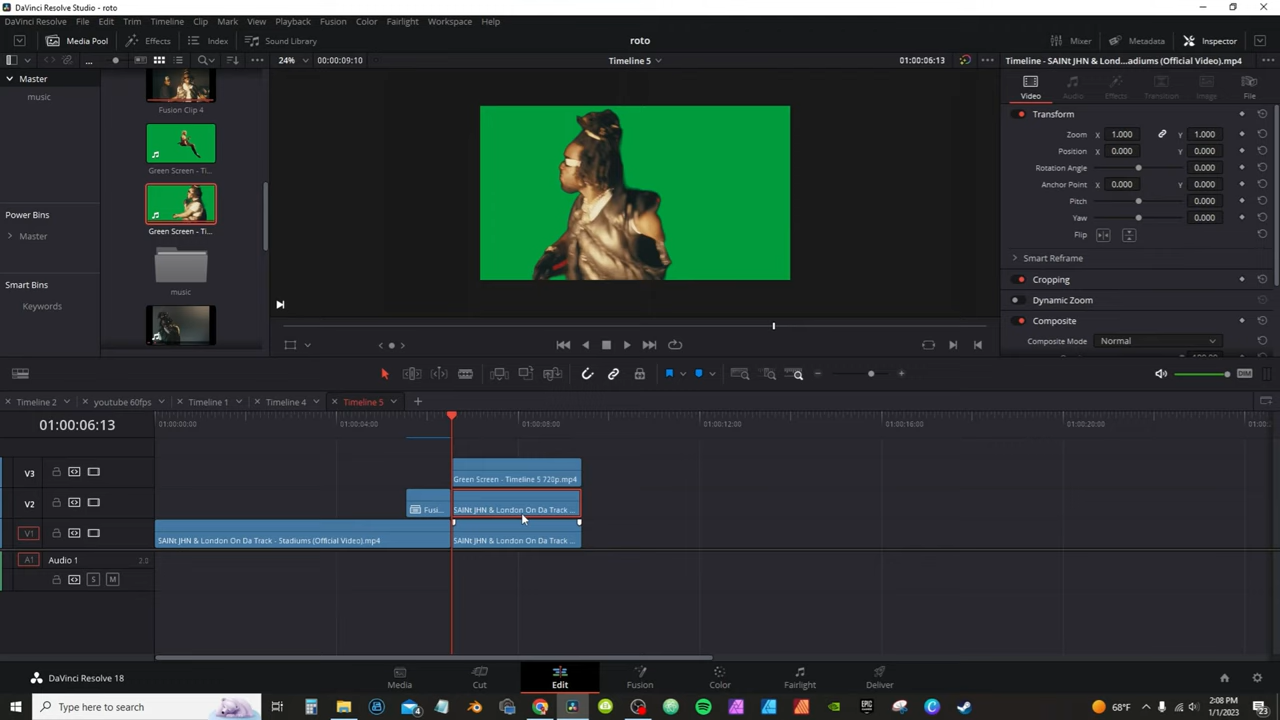 DaVinci Resolve Studio - roto
DaVinci Resolve File Edit Trim Timeline Clip Mark View Playback Fusion Color Fairlight Workspace Help
Media Pool Effects Index Sound Library roto Mixer Metadata Inspector
... 24% 00:00:09:10 Timeline 5 01:00:06:13 Timeline - SAINt JHN & Lond...adiums (Official Video).mp4
Master
music
Fusion Clip 4
Green Screen - Ti...
Green Screen - Ti...
music
Power Bins
Master
Smart Bins
Keywords
Video Audio Effects Transition Image File
Transform
Zoom X 1.000 Y 1.000
Position X 0.000 Y 0.000
Rotation Angle 0.000
Anchor Point X 0.000 Y 0.000
Pitch 0.000
Yaw 0.000
Flip
Smart Reframe
Cropping
Dynamic Zoom
Composite
Composite Mode Normal
DIM
Timeline 2 youtube 60fps Timeline 1 Timeline 4 Timeline 5
01:00:06:13
01:00:00:00 01:00:04:00 01:00:08:00 01:00:12:00 01:00:16:00 01:00:20:00
V3 Green Screen - Timeline 5 720p.mp4
V2 Fusi... SAINt JHN & London On Da Track ...
V1 SAINt JHN & London On Da Track - Stadiums (Official Video).mp4 SAINt JHN & London On Da Track ...
A1 Audio 1 2.0
S M
DaVinci Resolve 18 Media Cut Edit Fusion Color Fairlight Deliver
Type here to search 68°F 2:08 PM
1/1/2023 23